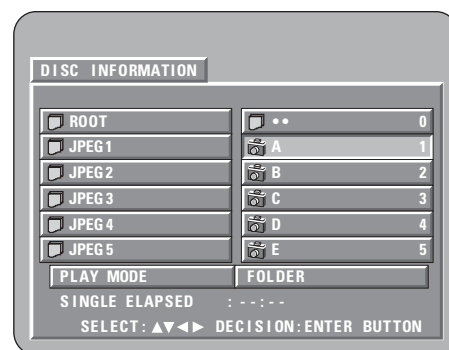 DISC INFORMATION
ROOT •• 0
JPEG1 A 1
JPEG2 B 2
JPEG3 C 3
JPEG4 D 4
JPEG5 E 5
PLAY MODE FOLDER
SINGLE ELAPSED :--:--
SELECT:▲▼◄► DECISION:ENTER BUTTON